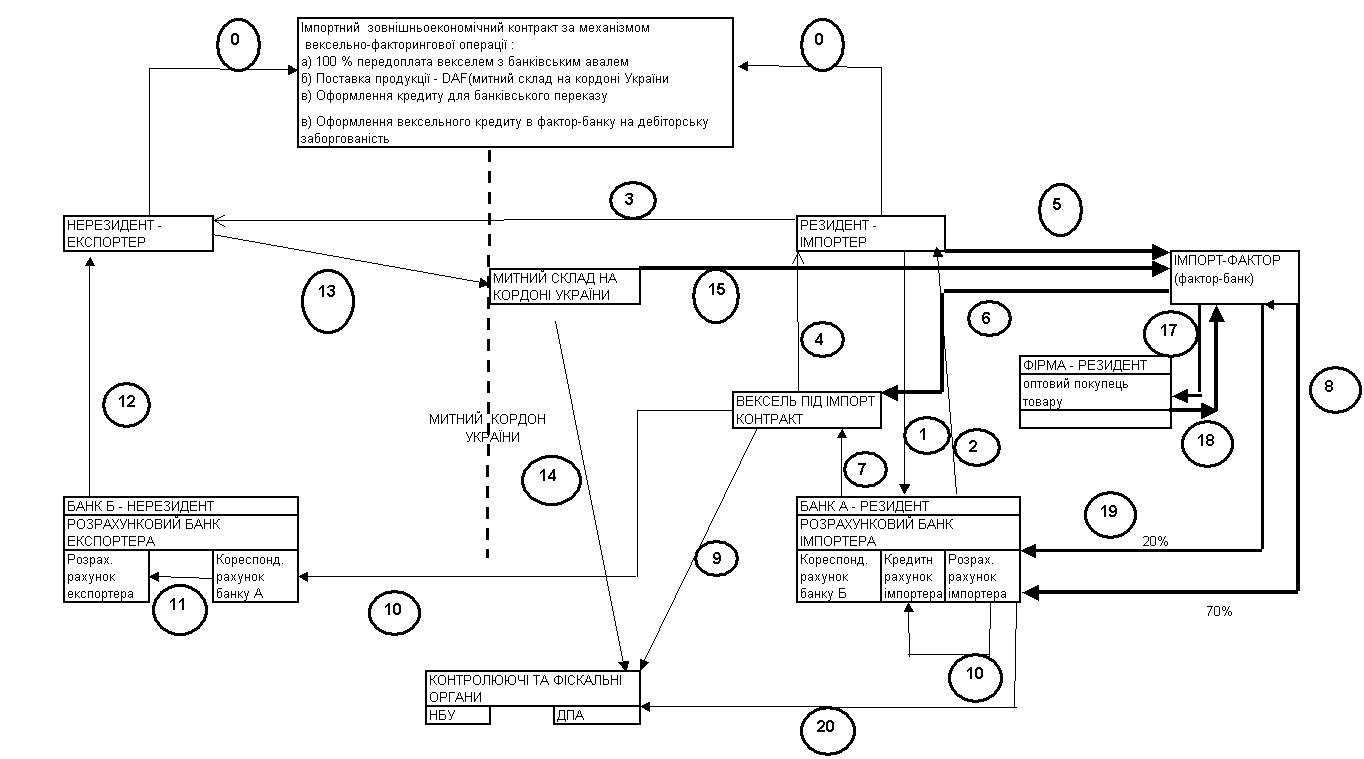 0
0
Імпортний зовнішньоекономічний контракт за механізмом
вексельно-факторингової операції :
а) 100 % передоплата векселем з банківським авалем
б) Поставка продукції - DAF(митний склад на кордоні України
в) Оформлення кредиту для банківського переказу
в) Оформлення вексельного кредиту в фактор-банку на дебіторську
заборгованість
3
5
НЕРЕЗИДЕНТ -
ЕКСПОРТЕР
РЕЗИДЕНТ -
ІМПОРТЕР
ІМПОРТ-ФАКТОР
(фактор-банк)
МИТНИЙ СКЛАД НА
КОРДОНІ УКРАЇНИ
13
15
6
4
17
ФІРМА - РЕЗИДЕНТ
оптовий покупець
товару
8
12
ВЕКСЕЛЬ ПІД ІМПОРТ
КОНТРАКТ
МИТНИЙ КОРДОН
УКРАЇНИ
1
2
18
14
7
БАНК Б - НЕРЕЗИДЕНТ
РОЗРАХУНКОВИЙ БАНК
ЕКСПОРТЕРА
Розрах.
рахунок
експортера
Кореспонд.
рахунок
банку А
БАНК А - РЕЗИДЕНТ
РОЗРАХУНКОВИЙ БАНК
ІМПОРТЕРА
Кореспонд.
рахунок
банку Б
Кредитн
рахунок
імпортера
Розрах.
рахунок
імпортера
19
20%
9
11
10
70%
10
КОНТРОЛЮЮЧІ ТА ФІСКАЛЬНІ
ОРГАНИ
НБУ
ДПА
20